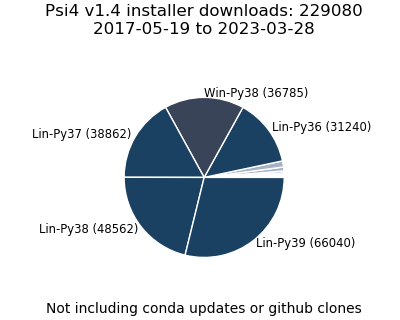 Psi4 v1.4 installer downloads: 229080
2017-05-19 to 2023-03-28
Win-Py38 (36785)
Lin-Py37 (38862)
Lin-Py36 (31240)
Lin-Py38 (48562)
Lin-Py39 (66040)
Not including conda updates or github clones